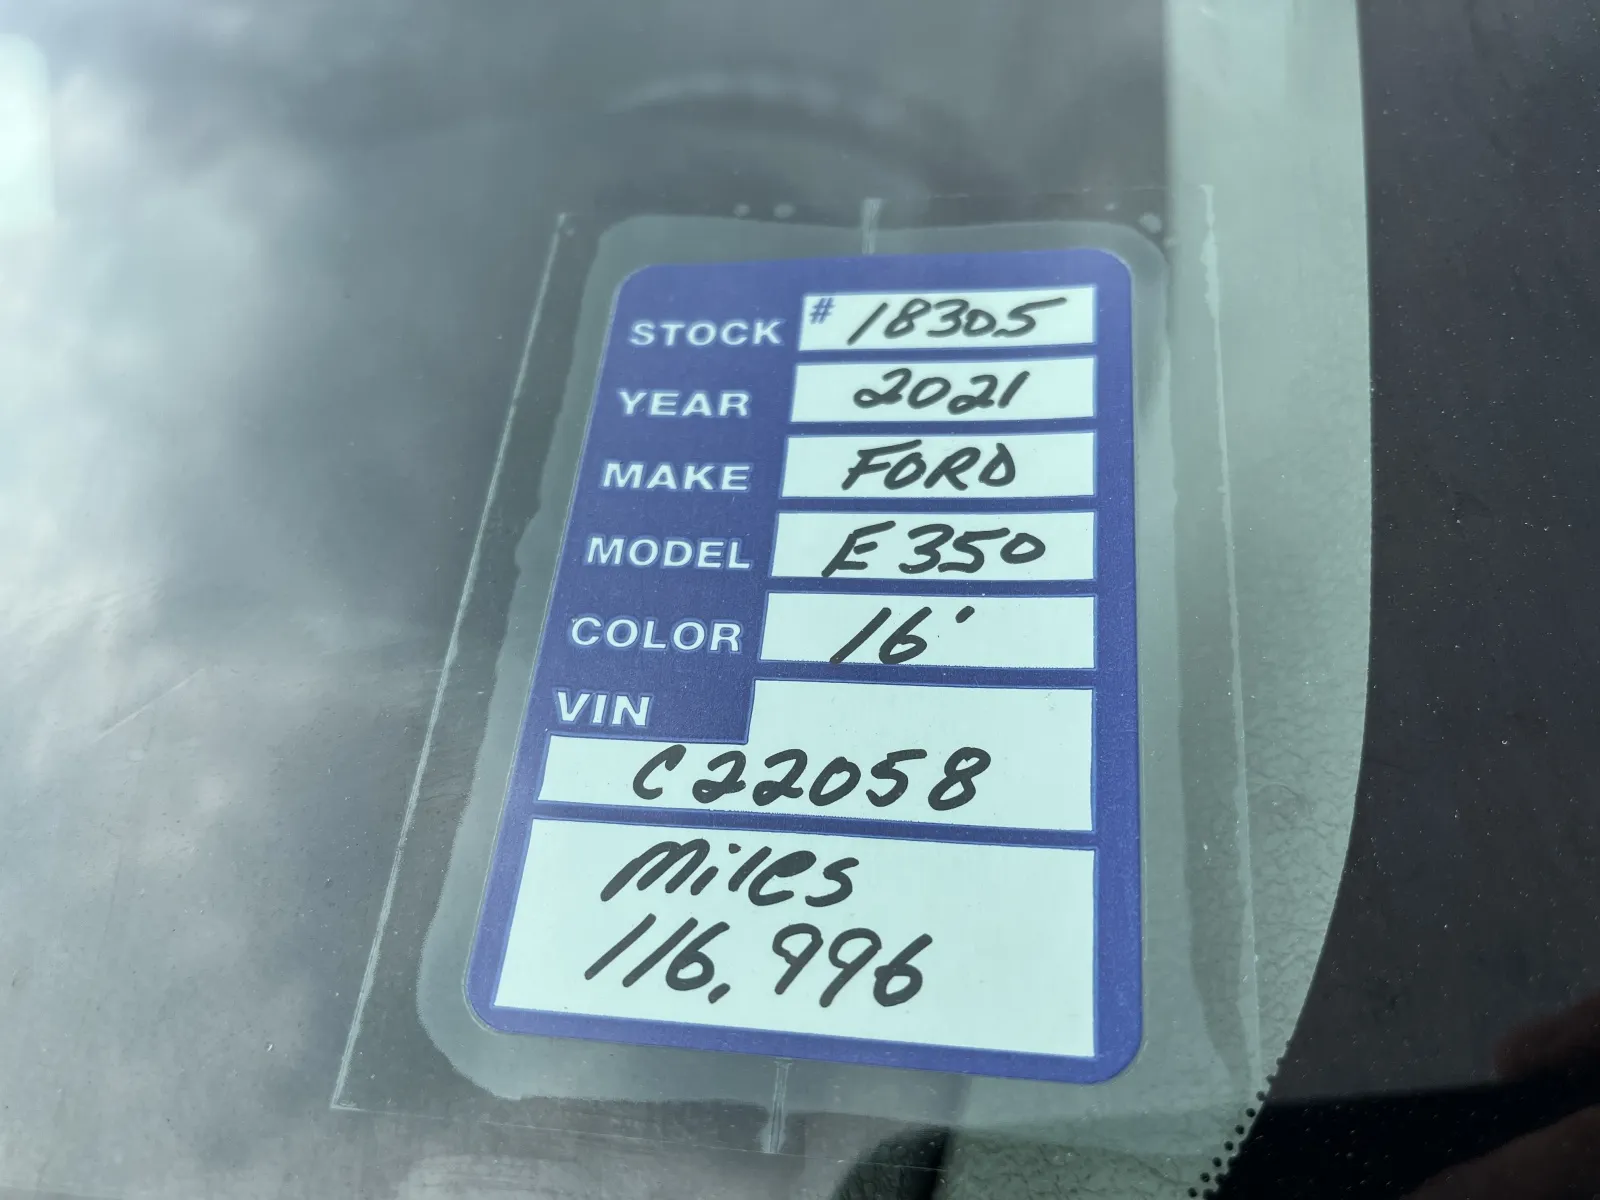 STOCK # 18305
YEAR 2021
MAKE FORD
MODEL E350
COLOR 16'
VIN
C22058
miles
116,996